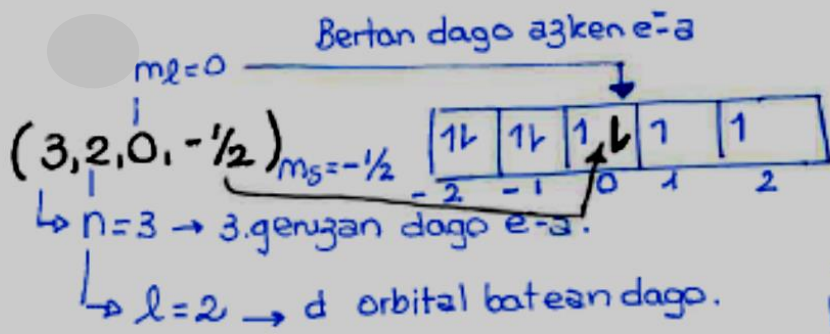 Bertan dago azken e⁻-a
mℓ=0
(3,2,0,-1/2) ms=-1/2
1↾ 1↾ 1↾ 1 1
-2 -1 0 1 2
↳ n=3 → 3.geruzan dago e⁻-a.
↳ ℓ=2 → d orbital batean dago.